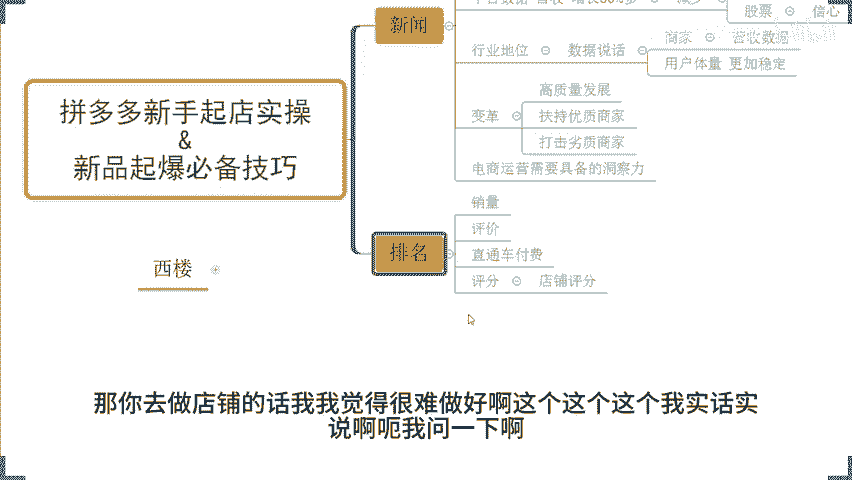 新闻
股票 信心
行业地位 数据说话
商家 营收数据
用户体量 更加稳定
高质量发展
变革 扶持优质商家
打击劣质商家
电商运营需要具备的洞察力
拼多多新手起店实操
&
新品起爆必备技巧
销量
评价
排名 直通车付费
评分 店铺评分
西楼
那你去做店铺的话我我觉得很难做好啊这个这个这个我实话实
说啊呃我问一下啊